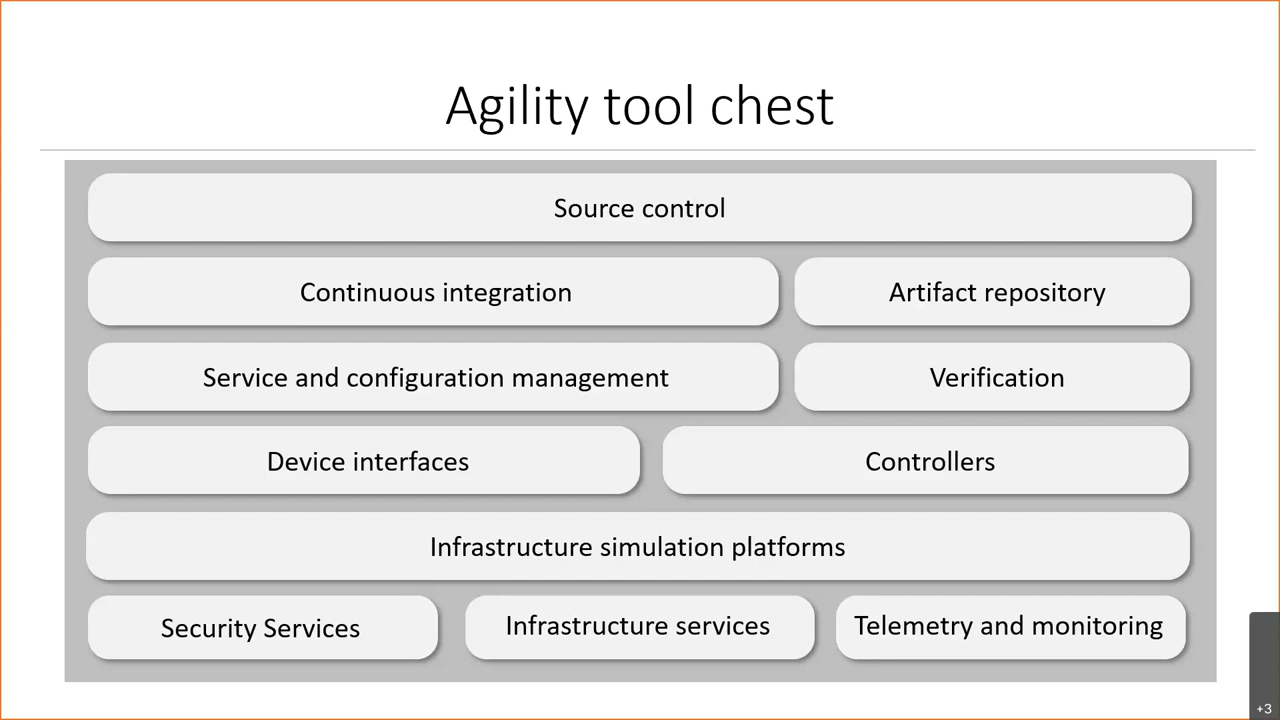 Agility tool chest
Source control
Continuous integration
Artifact repository
Service and configuration management
Verification
Device interfaces
Controllers
Infrastructure simulation platforms
Security Services
Infrastructure services
Telemetry and monitoring
+3